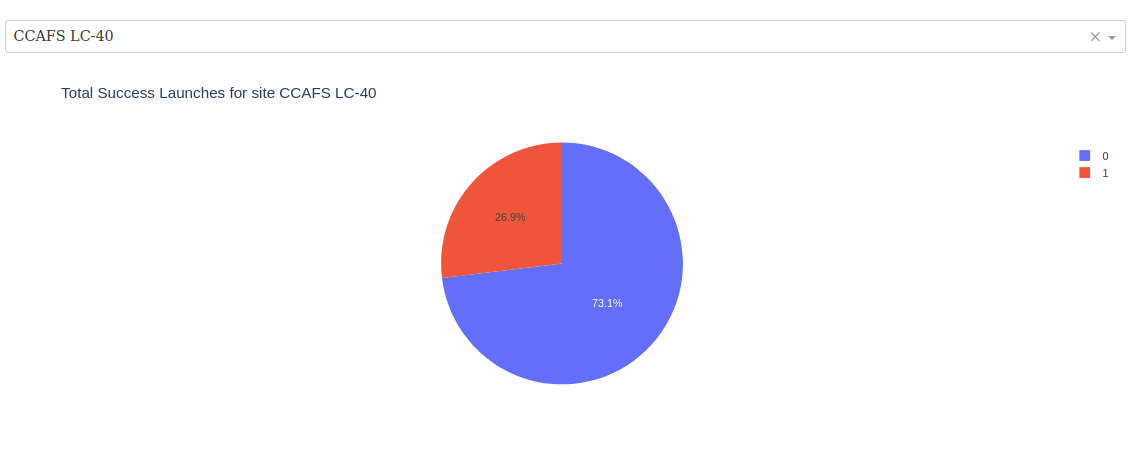 CCAFS LC-40
Total Success Launches for site CCAFS LC-40
0
1
26.9%
73.1%